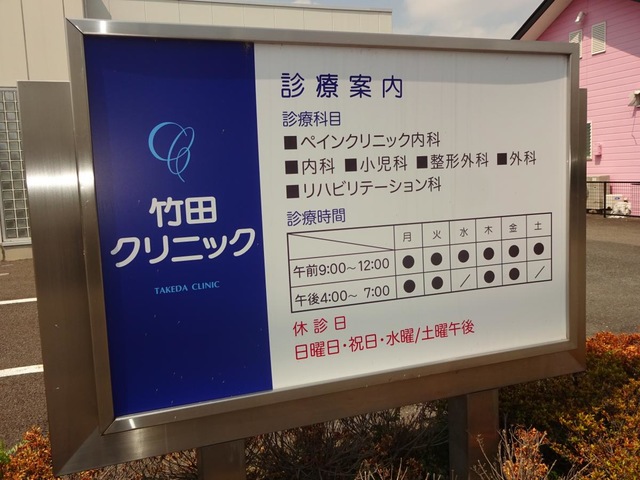 竹田
クリニック
TAKEDA CLINIC
診療案内
診療科目
■ペインクリニック内科
■内科 ■小児科 ■整形外科 ■外科
■リハビリテーション科
診療時間
月 火 水 木 金 土
午前9:00~12:00 ● ● ● ● ● ●
午後4:00~ 7:00 ● ● / ● ● /
休診日
日曜日・祝日・水曜/土曜午後